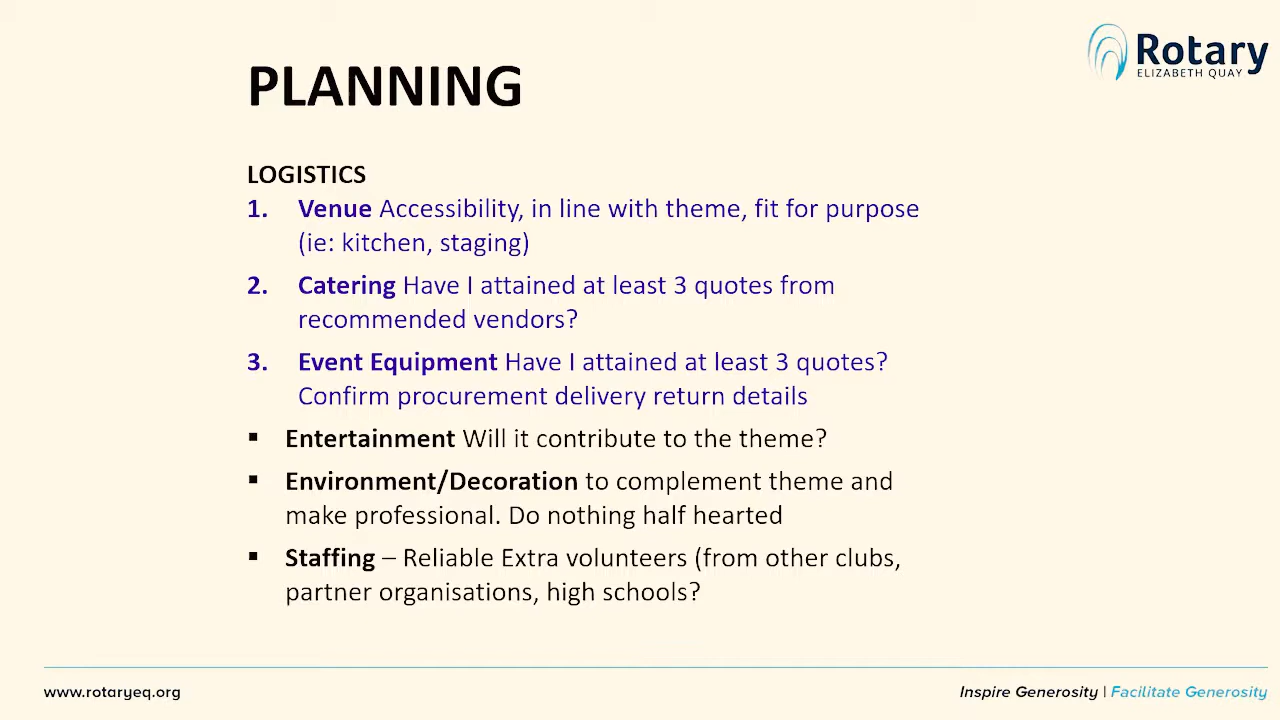 Rotary
ELIZABETH QUAY
PLANNING
LOGISTICS
1. Venue Accessibility, in line with theme, fit for purpose
(ie: kitchen, staging)
2. Catering Have I attained at least 3 quotes from
recommended vendors?
3. Event Equipment Have I attained at least 3 quotes?
Confirm procurement delivery return details
▪ Entertainment Will it contribute to the theme?
▪ Environment/Decoration to complement theme and
make professional. Do nothing half hearted
▪ Staffing – Reliable Extra volunteers (from other clubs,
partner organisations, high schools?
www.rotaryeq.org
Inspire Generosity | Facilitate Generosity